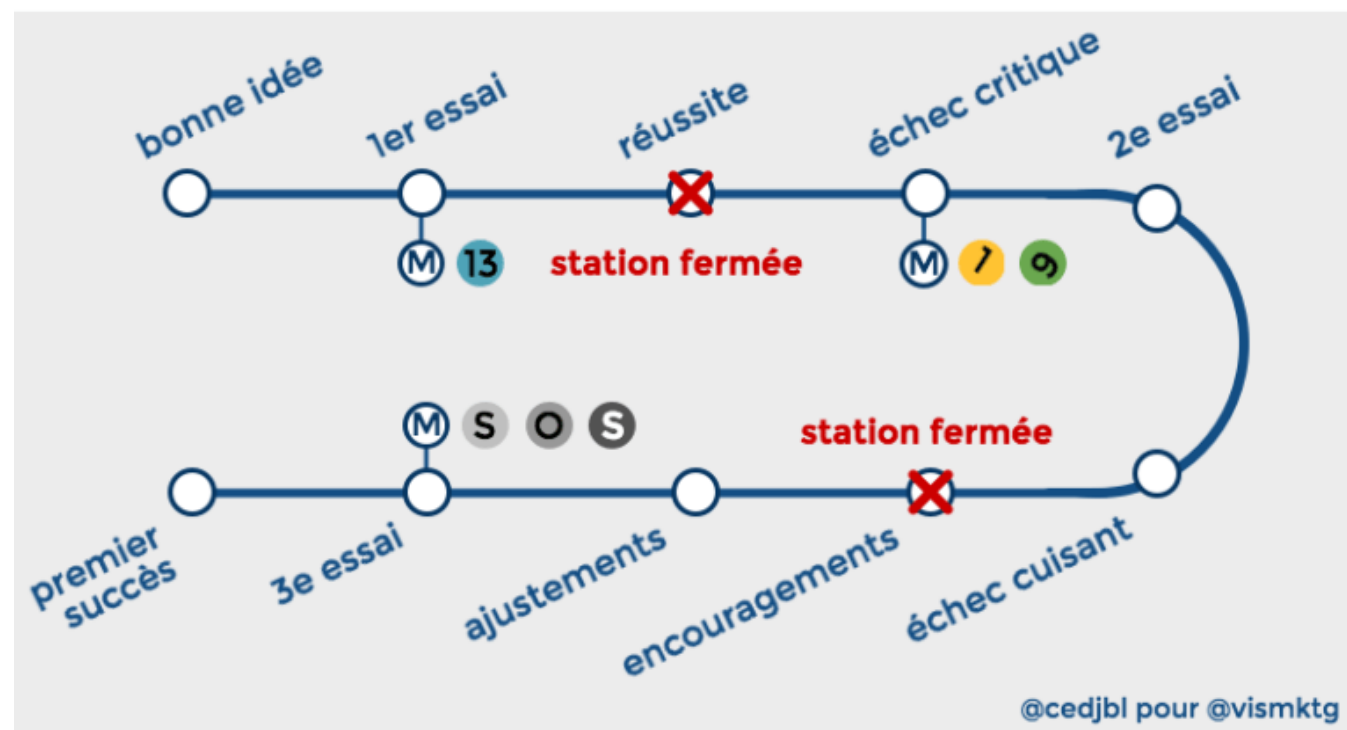 bonne idée
1er essai
réussite
échec critique
2e essai
M 13
station fermée
M 1 9
M S O S
station fermée
premier
succès
3e essai
ajustements
encouragements
échec cuisant
@cedjbl pour @vismktg